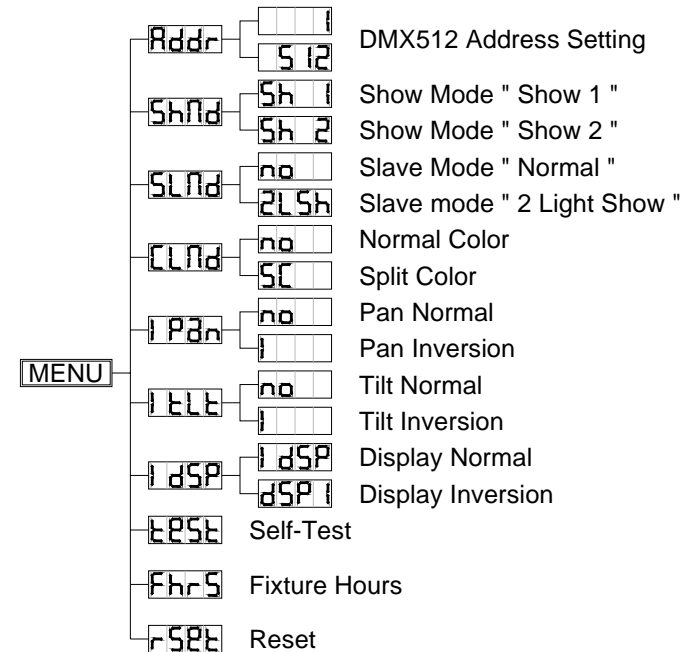 MENU
Addr
1
512
DMX512 Address Setting
ShMd
Sh 1
Show Mode " Show 1 "
Sh 2
Show Mode " Show 2 "
SLMd
no
Slave Mode " Normal "
2LSh
Slave mode " 2 Light Show "
CLMd
no
Normal Color
SC
Split Color
IPan
no
Pan Normal
I
Pan Inversion
ItLt
no
Tilt Normal
I
Tilt Inversion
IdSP
IdSP
Display Normal
dSPI
Display Inversion
tESt
Self-Test
FhrS
Fixture Hours
rSEt
Reset